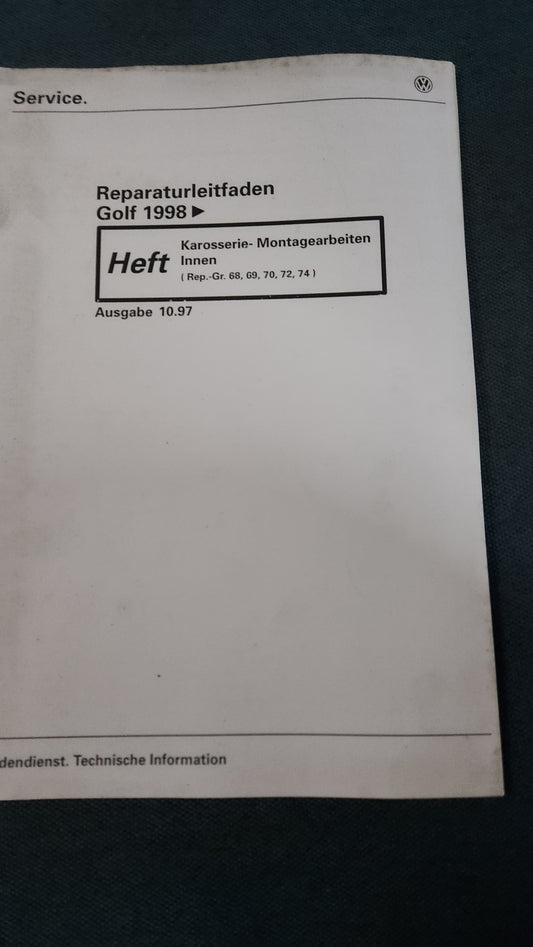 Service.
Reparaturleitfaden
Golf 1998 ►
Heft
Karosserie- Montagearbeiten
Innen
( Rep.-Gr. 68, 69, 70, 72, 74 )
Ausgabe 10.97
dendienst. Technische Information